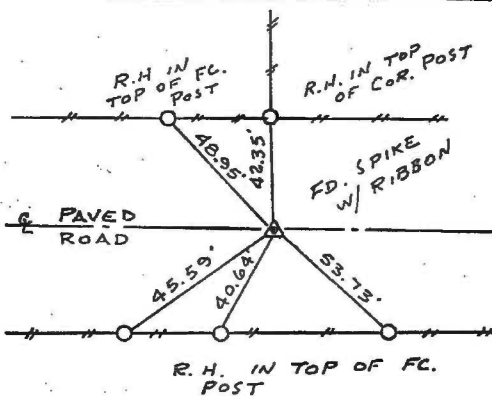 R.H. IN
TOP OF FC.
POST
R.H. IN TOP
OF COR. POST
48.95'
42.35'
FD. SPIKE
W/ RIBBON
℄ PAVED
ROAD
45.59'
40.64'
53.73'
R.H. IN TOP OF FC.
POST